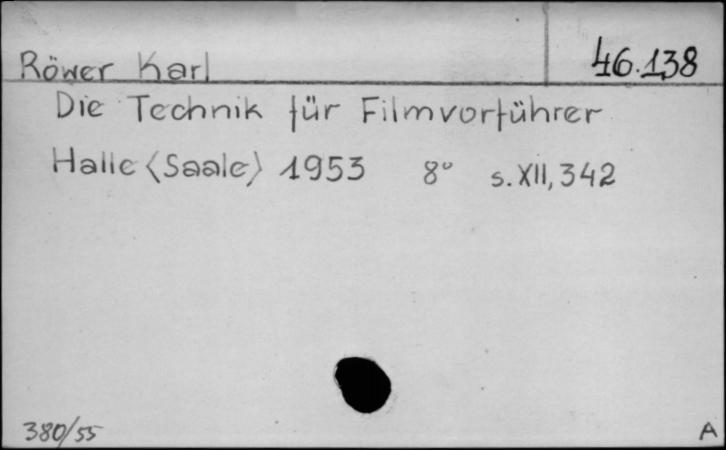 Röwer Karl 46.138
Die Technik für Filmvorführer
Halle <Saale> 1953 8° s. XII, 342
380/55 A